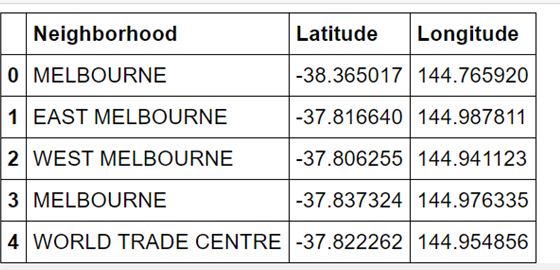 Neighborhood Latitude Longitude
0 MELBOURNE -38.365017 144.765920
1 EAST MELBOURNE -37.816640 144.987811
2 WEST MELBOURNE -37.806255 144.941123
3 MELBOURNE -37.837324 144.976335
4 WORLD TRADE CENTRE -37.822262 144.954856